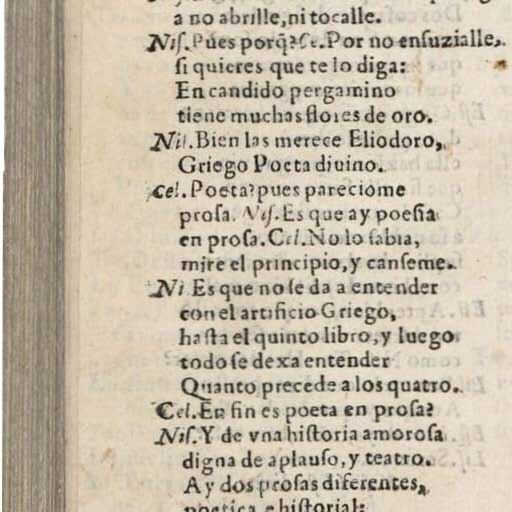 a no abrille, ni tocalle.
Nis. Pues porq̃? Ce. Por no ensuzialle,
si quieres que te lo diga:
En candido pergamino
tiene muchas flores de oro.
Nil. Bien las merece Eliodoro,
Griego Poeta diuino.
cel. Poeta? pues pareciome
prosa. Nis. Es que ay poesia
en prosa. Cel. No lo sabia,
mirè el principio, y canseme.
Ni. Es que no se da a entender
con el artificio Griego,
hasta el quinto libro, y luego
todo se dexa entender
Quanto precede a los quatro.
Cel. En fin es poeta en prosa?
Nis. Y de vna historia amorosa
digna de aplauso, y teatro.
Ay dos prosas diferentes,
poetica, e historial: